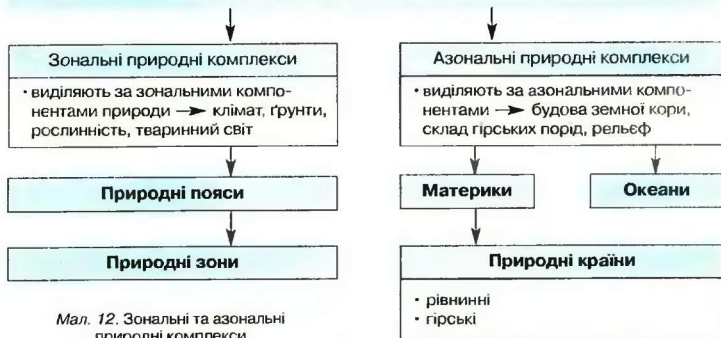 Зональні природні комплекси
• виділяють за зональними компо-
нентами природи → клімат, ґрунти,
рослинність, тваринний світ
Природні пояси
Природні зони
Мал. 12. Зональні та азональні
природні комплекси
Азональні природні комплекси
• виділяють за азональними компо-
нентами → будова земної кори,
склад гірських порід, рельєф
Материки
Океани
Природні країни
• рівнинні
• гірські